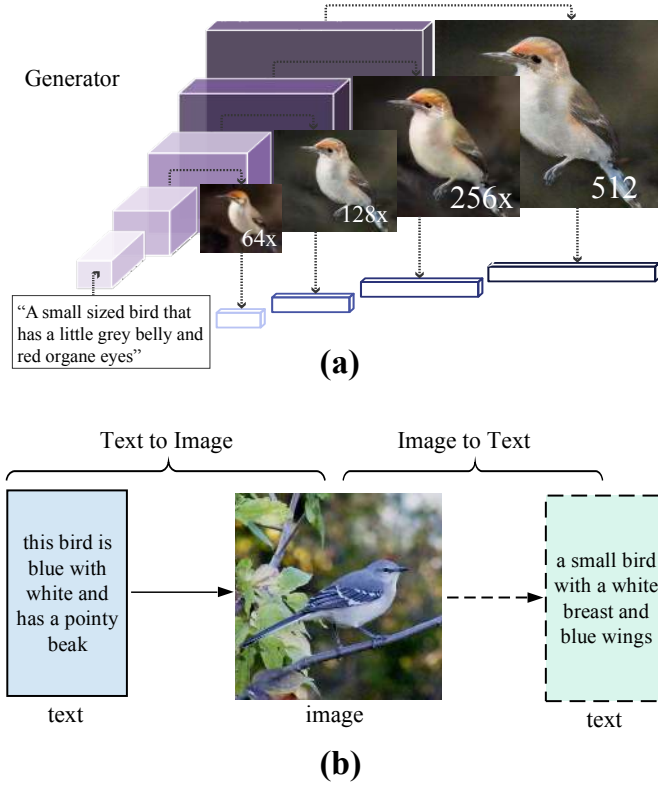 Generator
64x
128x
256x
512
“A small sized bird that
has a little grey belly and
red organe eyes”
(a)
Text to Image
Image to Text
this bird is
blue with
white and
has a pointy
beak
a small bird
with a white
breast and
blue wings
text
image
text
(b)